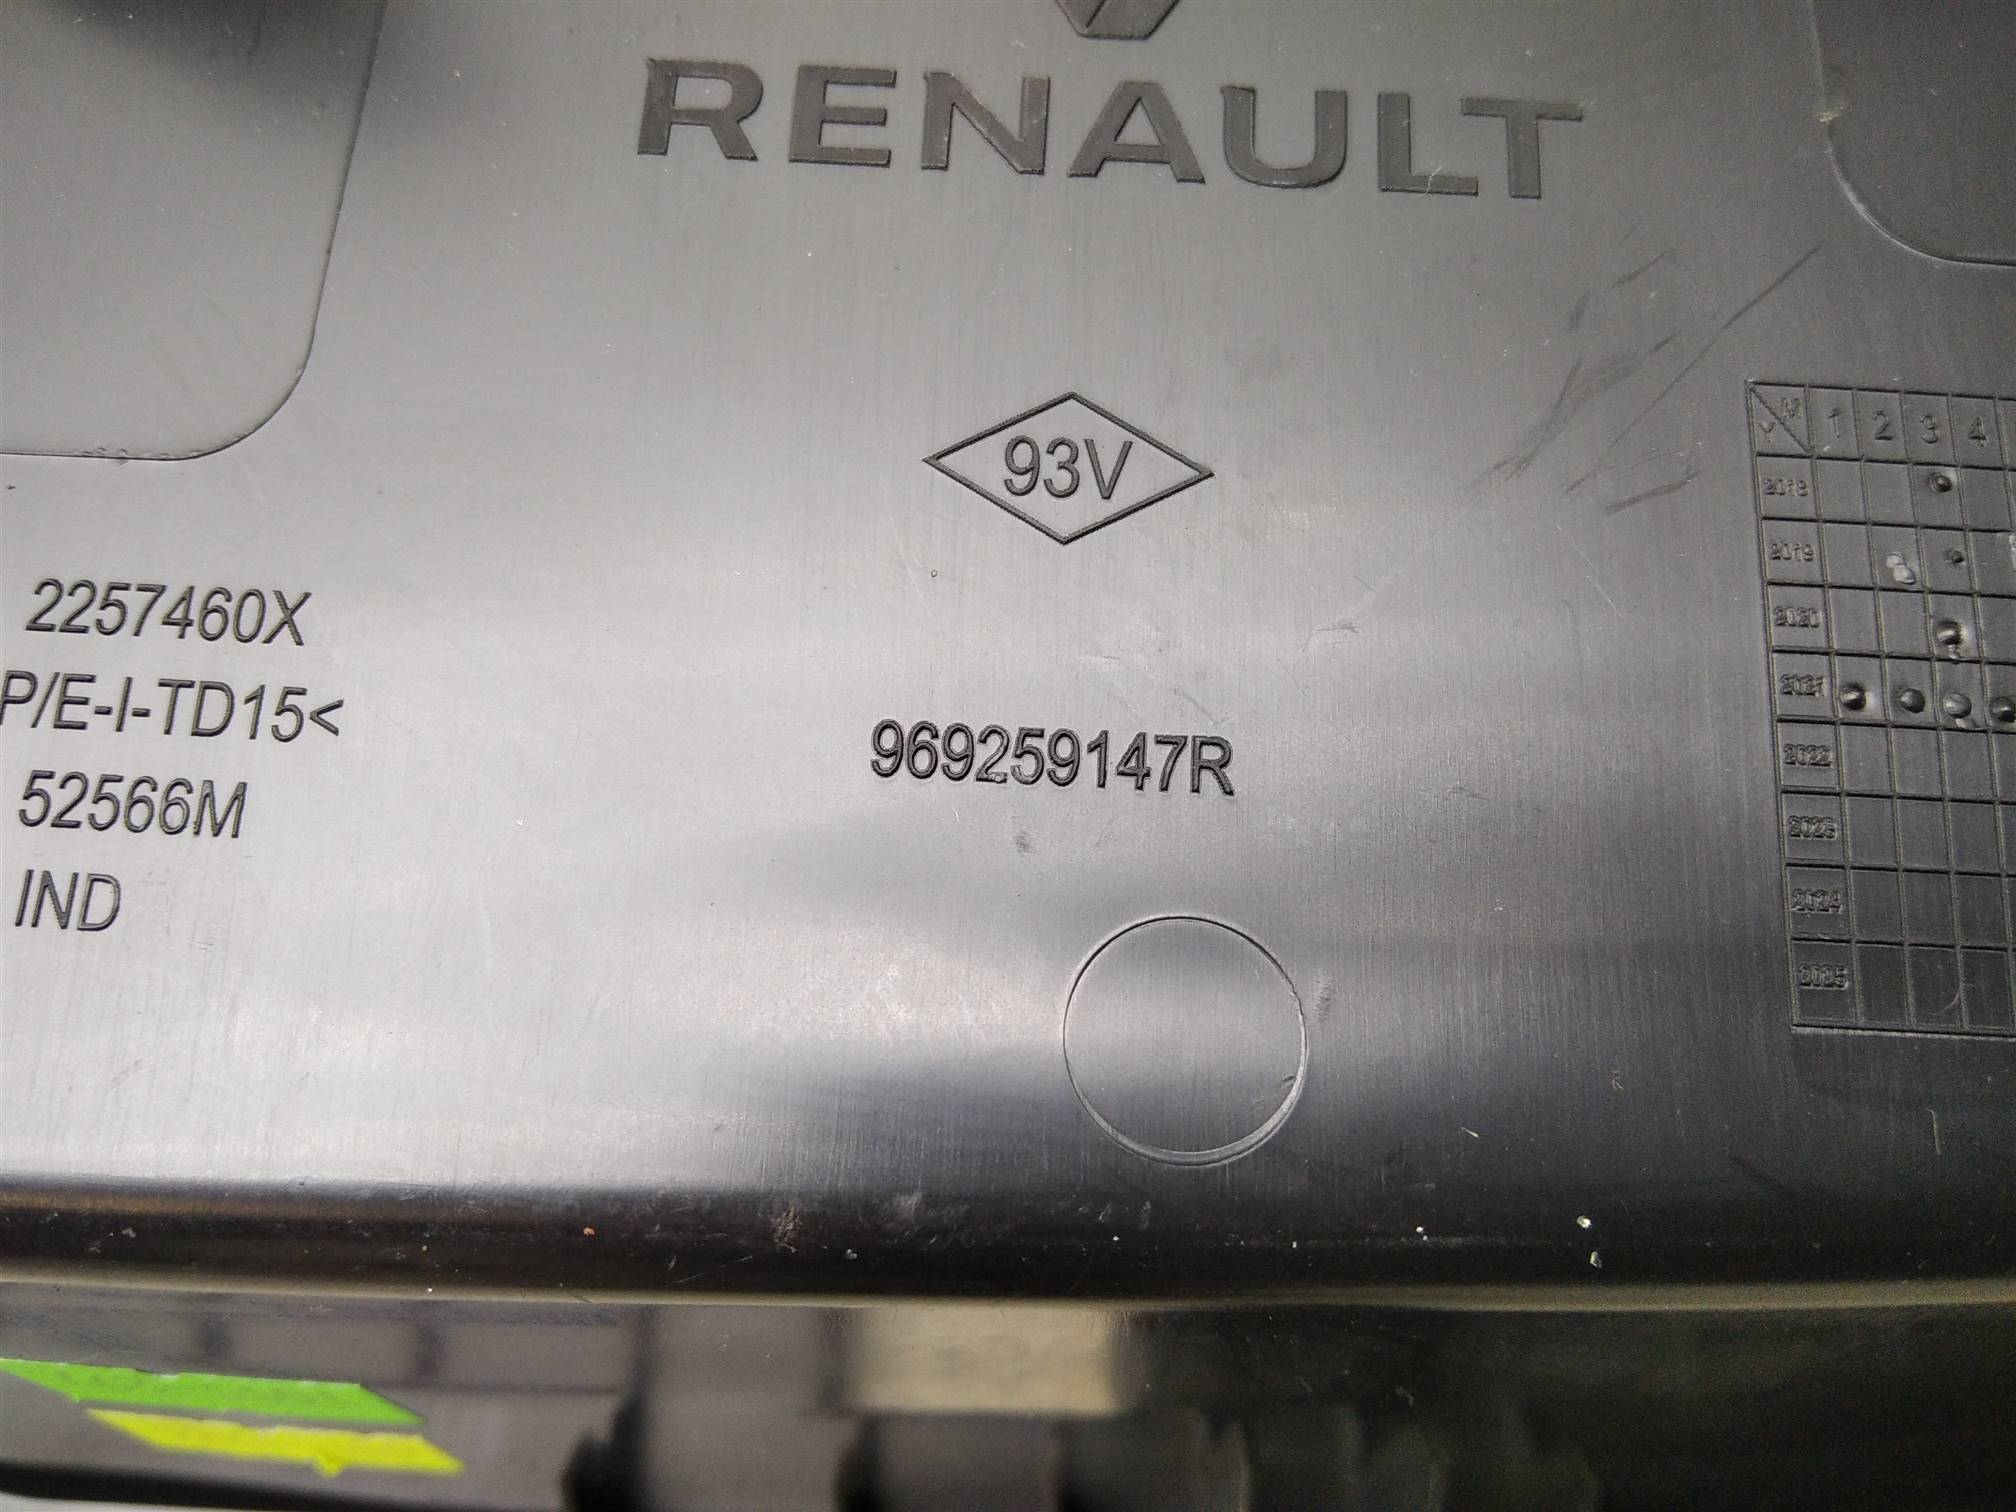 RENAULT
93V
2257460X
P/E-I-TD15<
969259147R
52566M
IND
M
Y
1 2 3 4
2018
2019
2020
2021
2022
2023
2024
2025